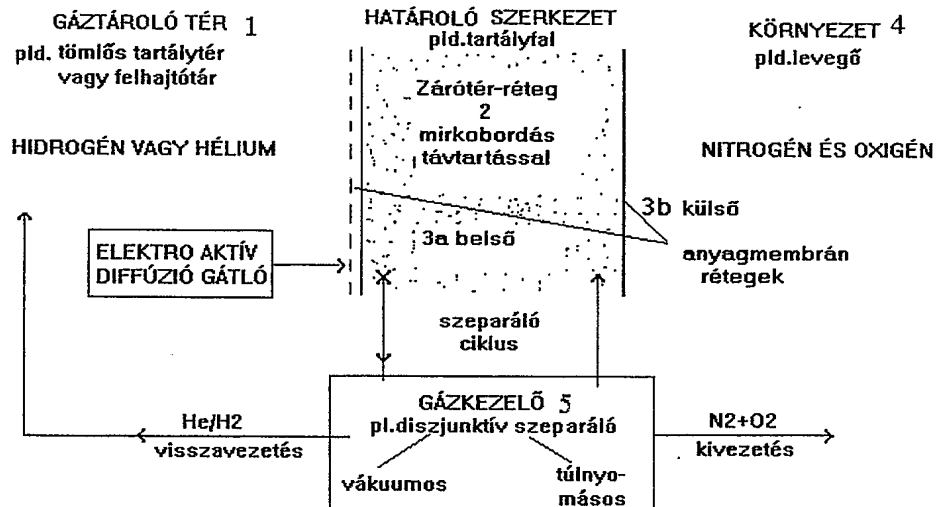 GÁZTÁROLÓ TÉR 1
pld. tömlős tartálytér
vagy felhajtótár
HATÁROLÓ SZERKEZET
pld.tartályfal
KÖRNYEZET 4
pld.levegő
Zárótér-réteg
2
mirkobordás
távtartással
HIDROGÉN VAGY HÉLIUM
NITROGÉN ÉS OXIGÉN
3b külső
3a belső
anyagmembrán
rétegek
ELEKTRO AKTÍV
DIFFÚZIÓ GÁTLÓ
szeparáló
ciklus
GÁZKEZELŐ 5
pl.diszjunktív szeparáló
vákuumos
túlnyo-
másos
He/H2
visszavezetés
N2+O2
kivezetés